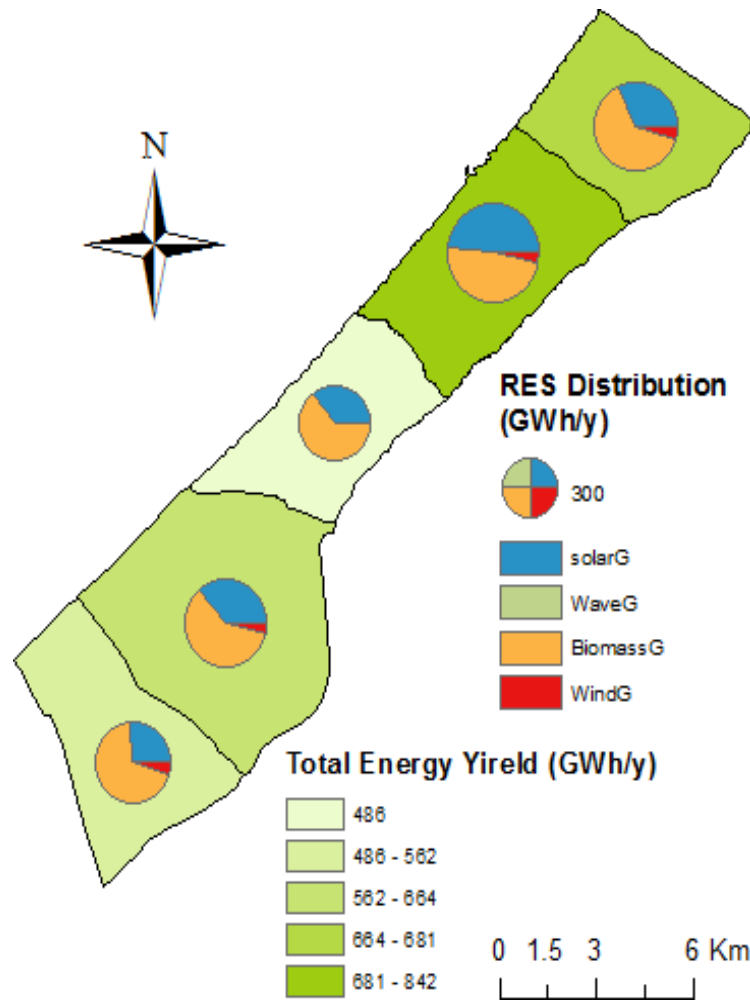 N
RES Distribution
(GWh/y)
300
solarG
WaveG
BiomassG
WindG
Total Energy Yireld (GWh/y)
486
486 - 562
562 - 664
664 - 681
681 - 842
0 1.5 3 6 Km